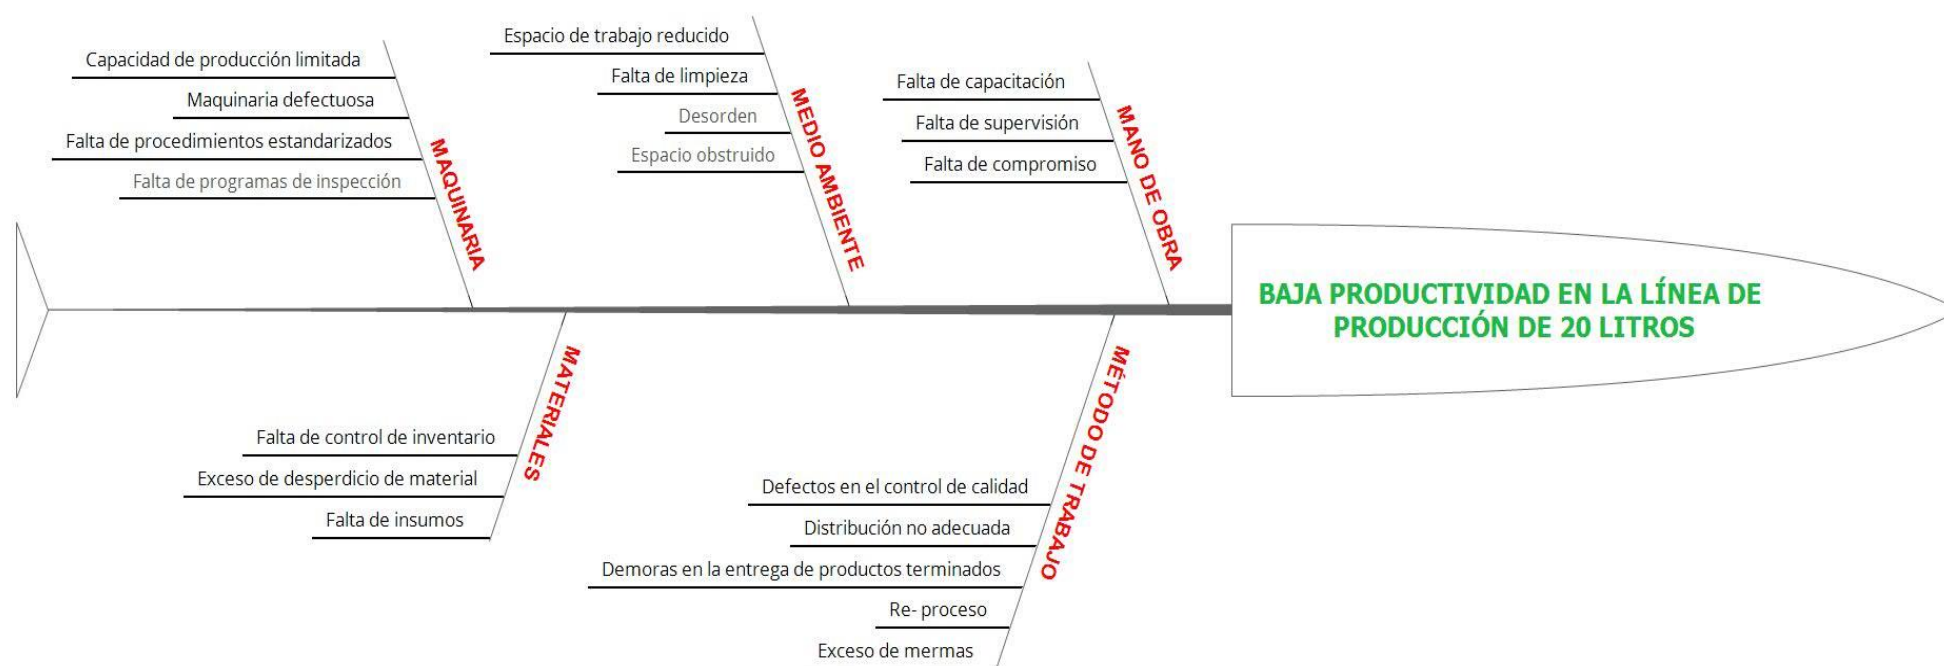 Capacidad de producción limitada
Maquinaria defectuosa
Falta de procedimientos estandarizados
Falta de programas de inspección
MAQUINARIA
Espacio de trabajo reducido
Falta de limpieza
Desorden
Espacio obstruido
MEDIO AMBIENTE
Falta de capacitación
Falta de supervisión
Falta de compromiso
MANO DE OBRA
BAJA PRODUCTIVIDAD EN LA LÍNEA DE
PRODUCCIÓN DE 20 LITROS
MATERIALES
Falta de control de inventario
Exceso de desperdicio de material
Falta de insumos
MÉTODO DE TRABAJO
Defectos en el control de calidad
Distribución no adecuada
Demoras en la entrega de productos terminados
Re- proceso
Exceso de mermas